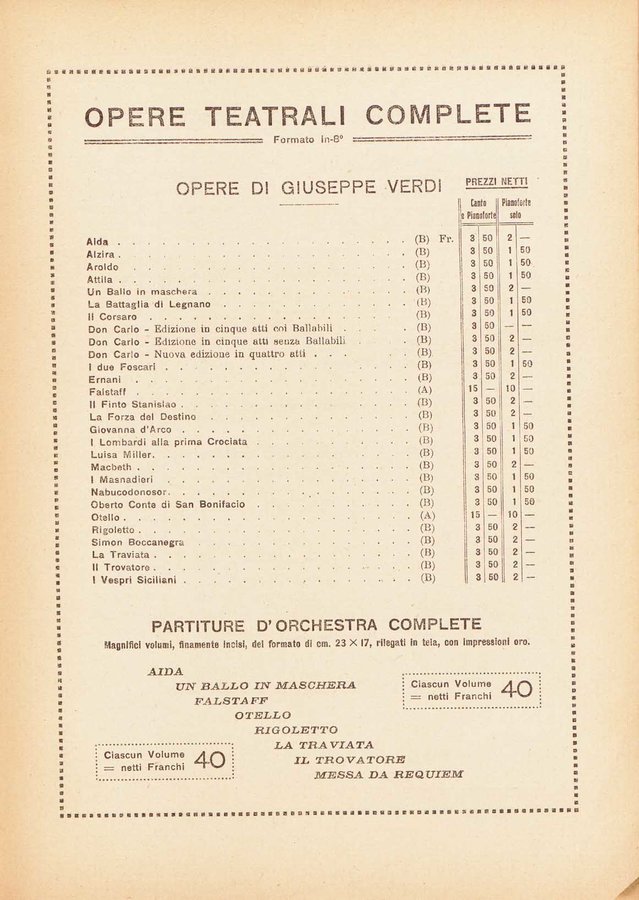 OPERE TEATRALI COMPLETE
Formato in-8º
OPERE DI GIUSEPPE VERDI
PREZZI NETTI
Canto e Pianoforte | Pianoforte solo
Aida . . . (B) Fr. 3 50 2 —
Alzira . . . (B) 3 50 1 50
Aroldo . . . (B) 3 50 1 50
Attila . . . (B) 3 50 1 50
Un Ballo in maschera . . . (B) 3 50 2 —
La Battaglia di Legnano . . . (B) 3 50 1 50
Il Corsaro . . . (B) 3 50 1 50
Don Carlo - Edizione in cinque atti coi Ballabili . . . (B) 3 50 — —
Don Carlo - Edizione in cinque atti senza Ballabili . . . (B) 3 50 2 —
Don Carlo - Nuova edizione in quattro atti . . . (B) 3 50 2 —
I due Foscari . . . (B) 3 50 1 50
Ernani . . . (B) 3 50 2 —
Falstaff . . . (A) 15 — 10 —
Il Finto Stanislao . . . (B) 3 50 2 —
La Forza del Destino . . . (B) 3 50 2 —
Giovanna d'Arco . . . (B) 3 50 1 50
I Lombardi alla prima Crociata . . . (B) 3 50 1 50
Luisa Miller . . . (B) 3 50 1 50
Macbeth . . . (B) 3 50 2 —
I Masnadieri . . . (B) 3 50 1 50
Nabucodonosor . . . (B) 3 50 1 50
Oberto Conte di San Bonifacio . . . (B) 3 50 1 50
Otello . . . (A) 15 — 10 —
Rigoletto . . . (B) 3 50 2 —
Simon Boccanegra . . . (B) 3 50 2 —
La Traviata . . . (B) 3 50 2 —
Il Trovatore . . . (B) 3 50 2 —
I Vespri Siciliani . . . (B) 3 50 2 —
PARTITURE D'ORCHESTRA COMPLETE
Magnifici volumi, finamente incisi, del formato di cm. 23 × 17, rilegati in tela, con impressioni oro.
AIDA
UN BALLO IN MASCHERA
FALSTAFF
OTELLO
RIGOLETTO
LA TRAVIATA
IL TROVATORE
MESSA DA REQUIEM
Ciascun Volume
= netti Franchi 40
Ciascun Volume
= netti Franchi 40